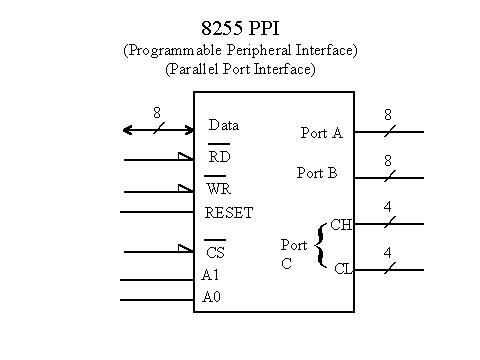 8255 PPI
(Programmable Peripheral Interface)
(Parallel Port Interface)
8
Data
RD
WR
RESET
CS
A1
A0
Port A
8
Port B
8
Port
C
CH
4
CL
4